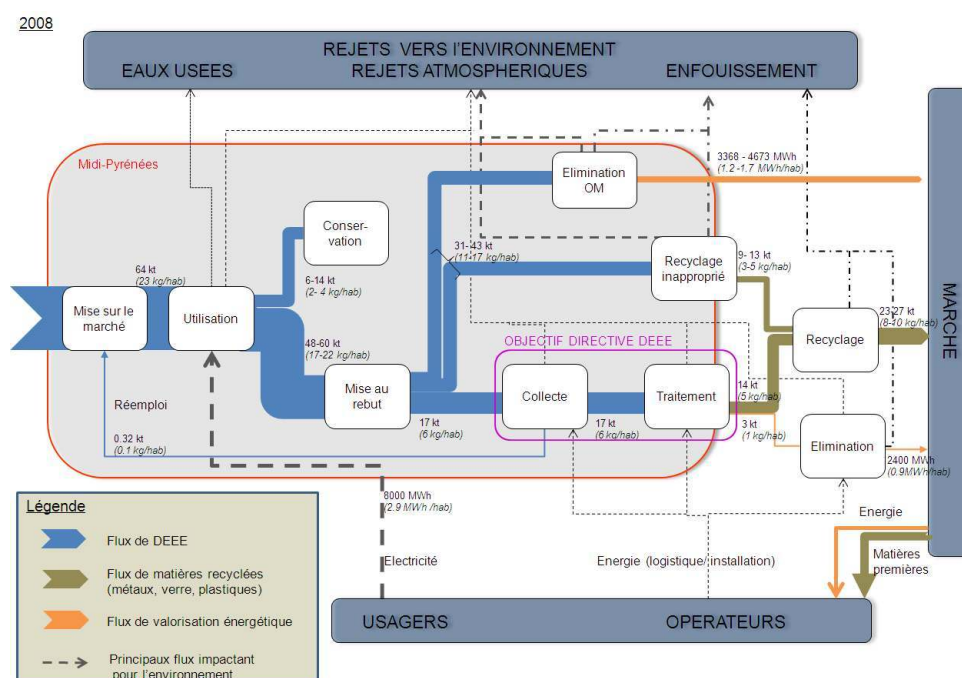 2008
REJETS VERS l'ENVIRONNEMENT
EAUX USEES
REJETS ATMOSPHERIQUES
ENFOUISSEMENT
Midi-Pyrénées
3368 - 4673 MWh
(1.2 -1.7 MWh/hab)
Elimination
OM
Conser-
vation
31- 43 kt
(11-17 kg/hab)
Recyclage
inapproprié
9- 13 kt
(3-5 kg/hab)
64 kt
(23 kg/hab)
6-14 kt
(2- 4 kg/hab)
Mise sur le
marché
Utilisation
23-27 kt
(8-10 kg/hab)
Recyclage
MARCHE
48-60 kt
(17-22 kg/hab)
OBJECTIF DIRECTIVE DEEE
Mise au
rebut
Collecte
Traitement
14 kt
(5 kg/hab)
Réemploi
17 kt
(6 kg/hab)
17 kt
(6 kg/hab)
3 kt
(1 kg/hab)
Elimination
0.32 kt
(0.1 kg/hab)
2400 MWh
(0.9MWh/hab)
8000 MWh
(2.9 MWh /hab)
Energie
Electricité
Energie (logistique/ installation)
Matières
premières
USAGERS
OPERATEURS
Légende
Flux de DEEE
Flux de matières recyclées
(métaux, verre, plastiques)
Flux de valorisation énergétique
Principaux flux impactant
pour l'environnement